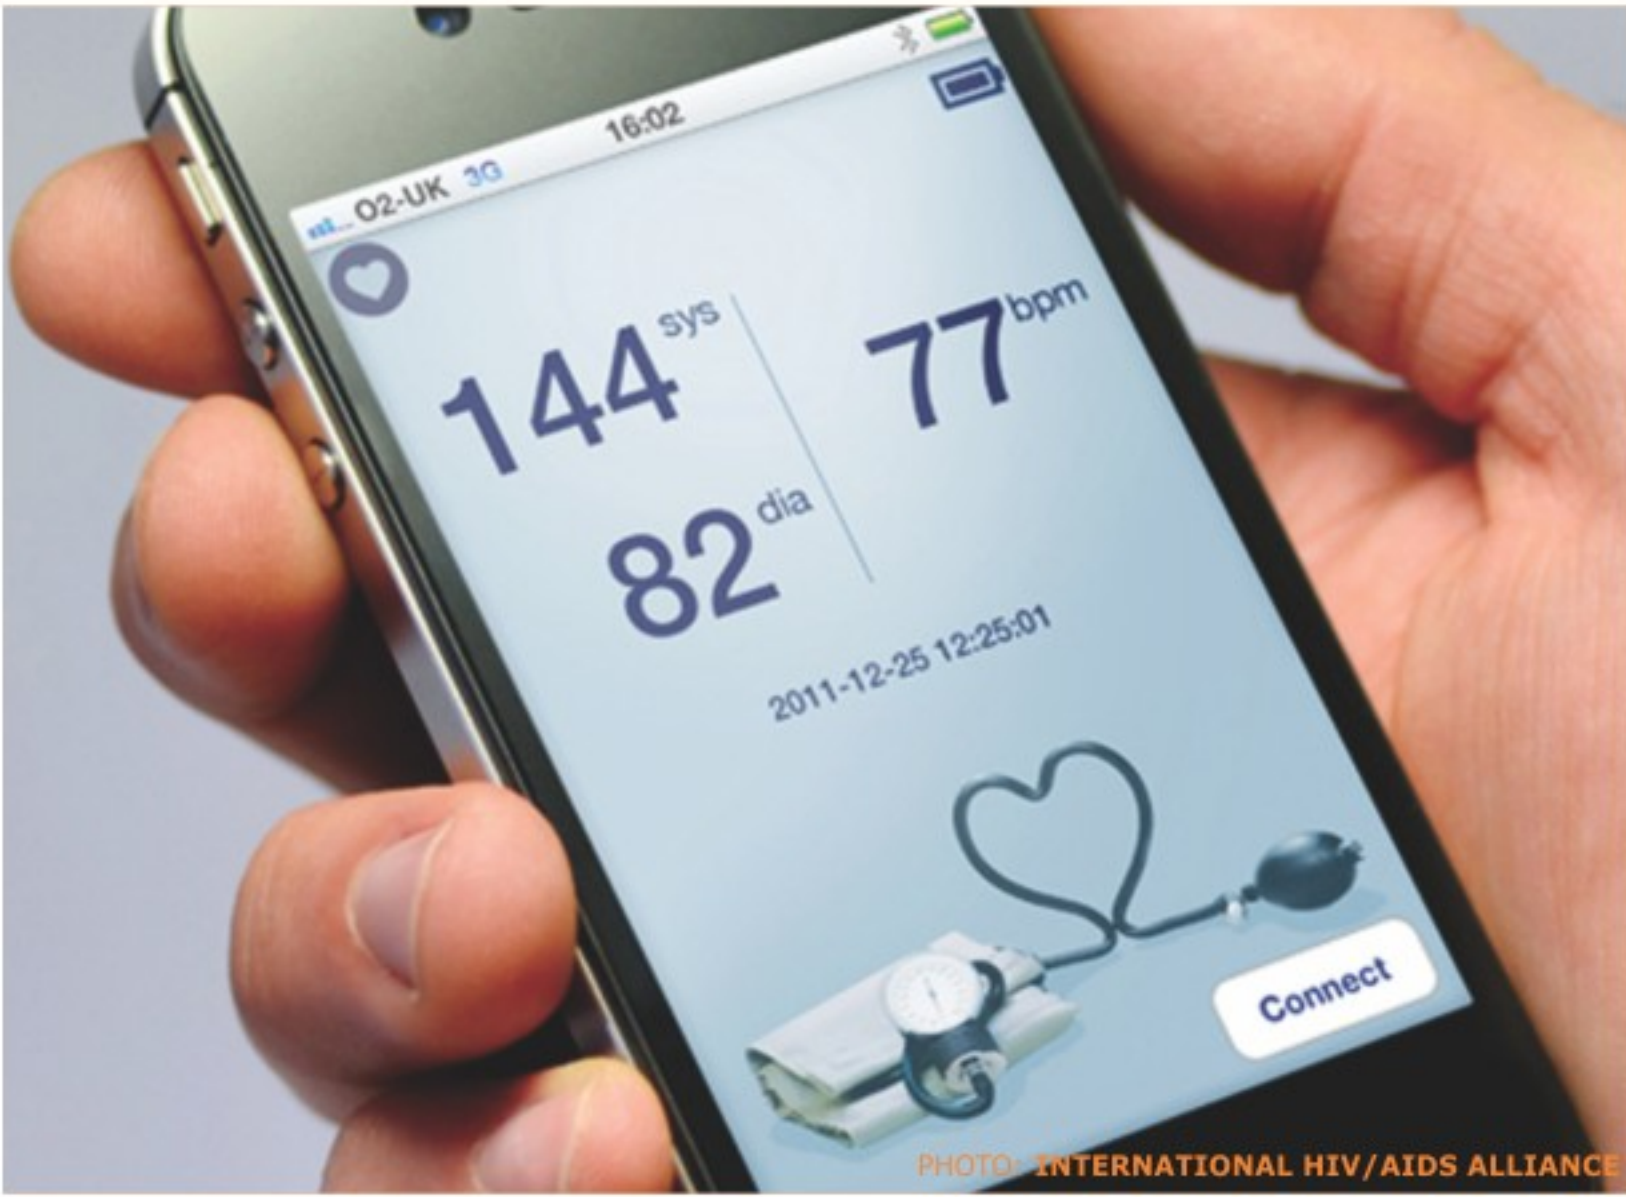 O2-UK 3G 16:02
144 sys
77 bpm
82 dia
2011-12-25 12:25:01
Connect
PHOTO: INTERNATIONAL HIV/AIDS ALLIANCE